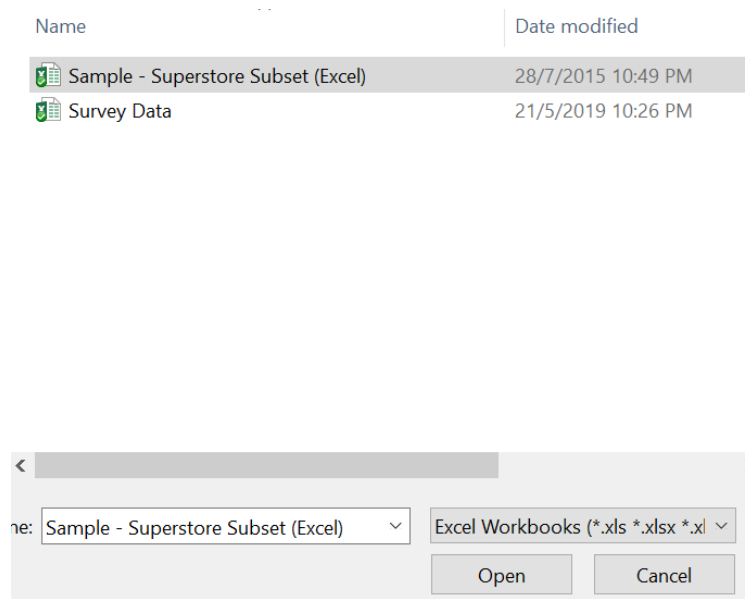 Name Date modified
Sample - Superstore Subset (Excel) 28/7/2015 10:49 PM
Survey Data 21/5/2019 10:26 PM
ne: Sample - Superstore Subset (Excel) Excel Workbooks (*.xls *.xlsx *.xl
Open Cancel